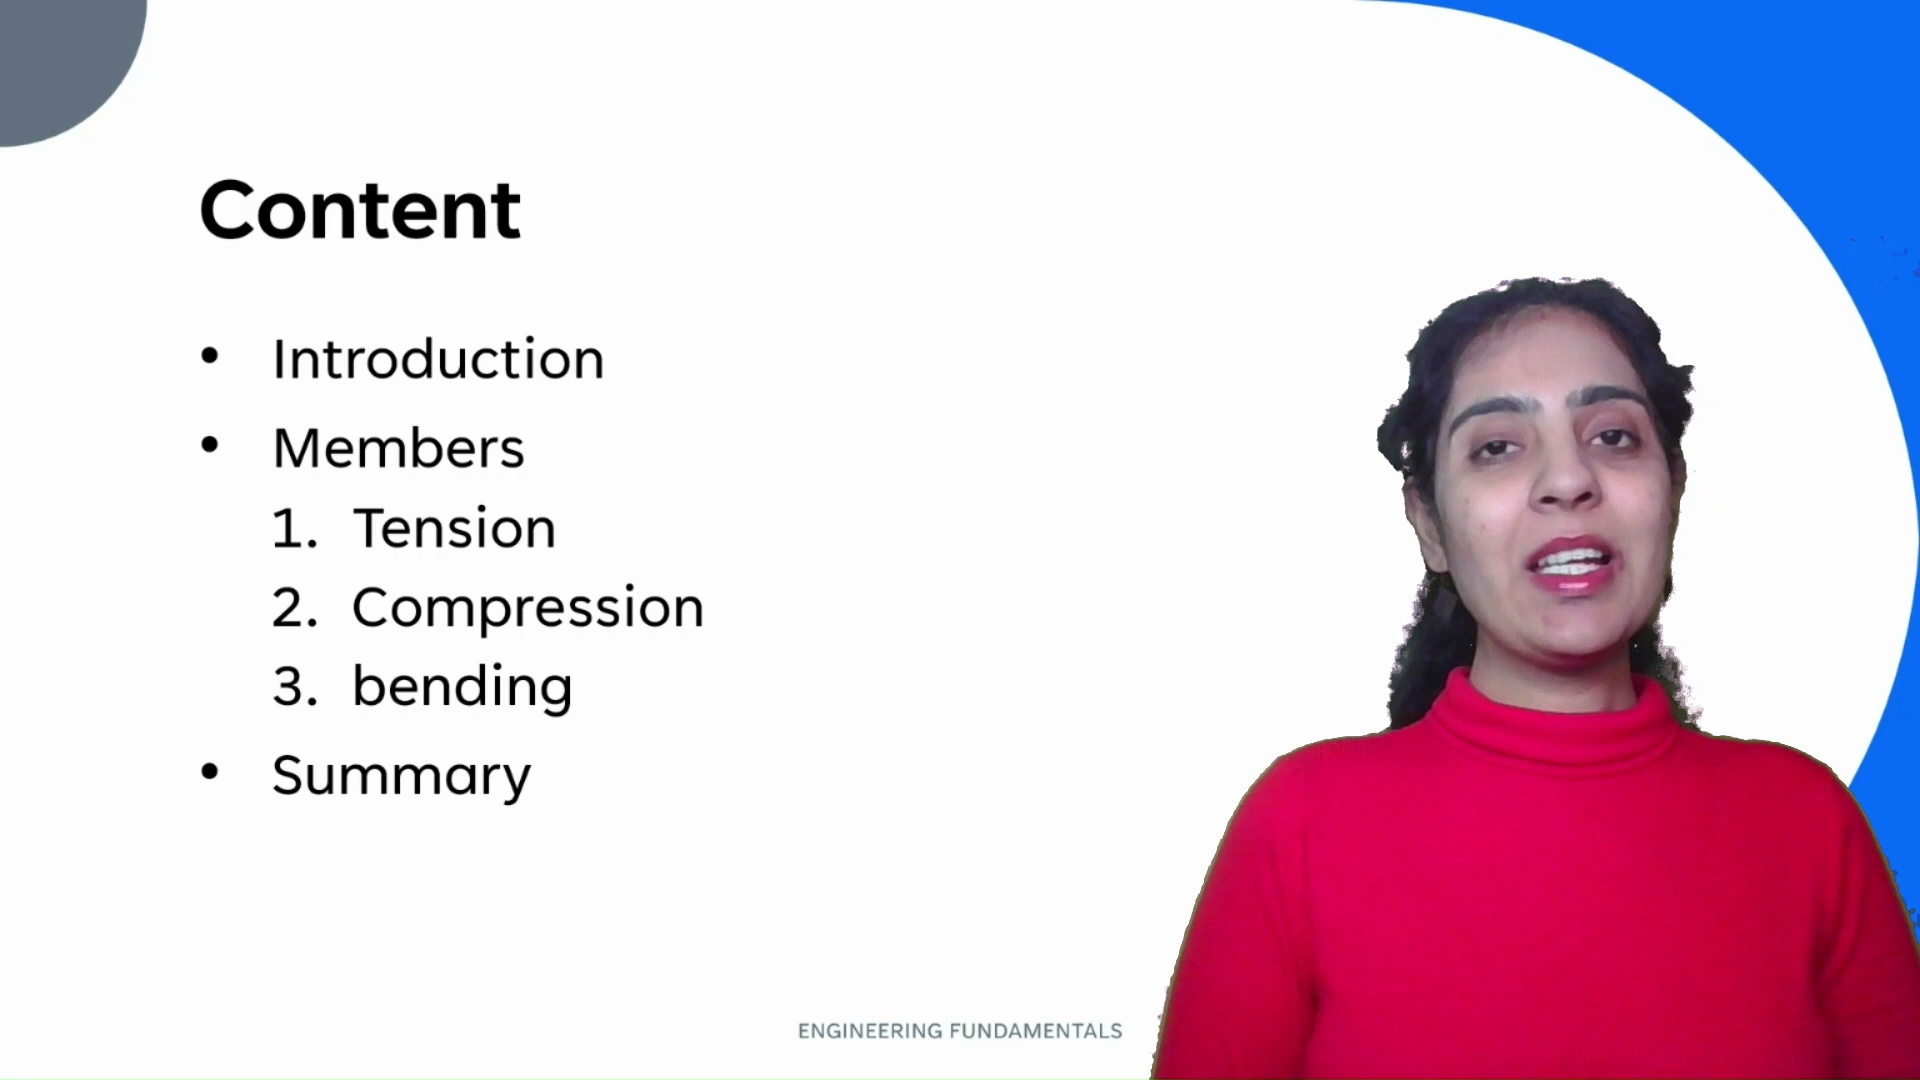 Content
• Introduction
• Members
1. Tension
2. Compression
3. bending
• Summary
ENGINEERING FUNDAMENTALS